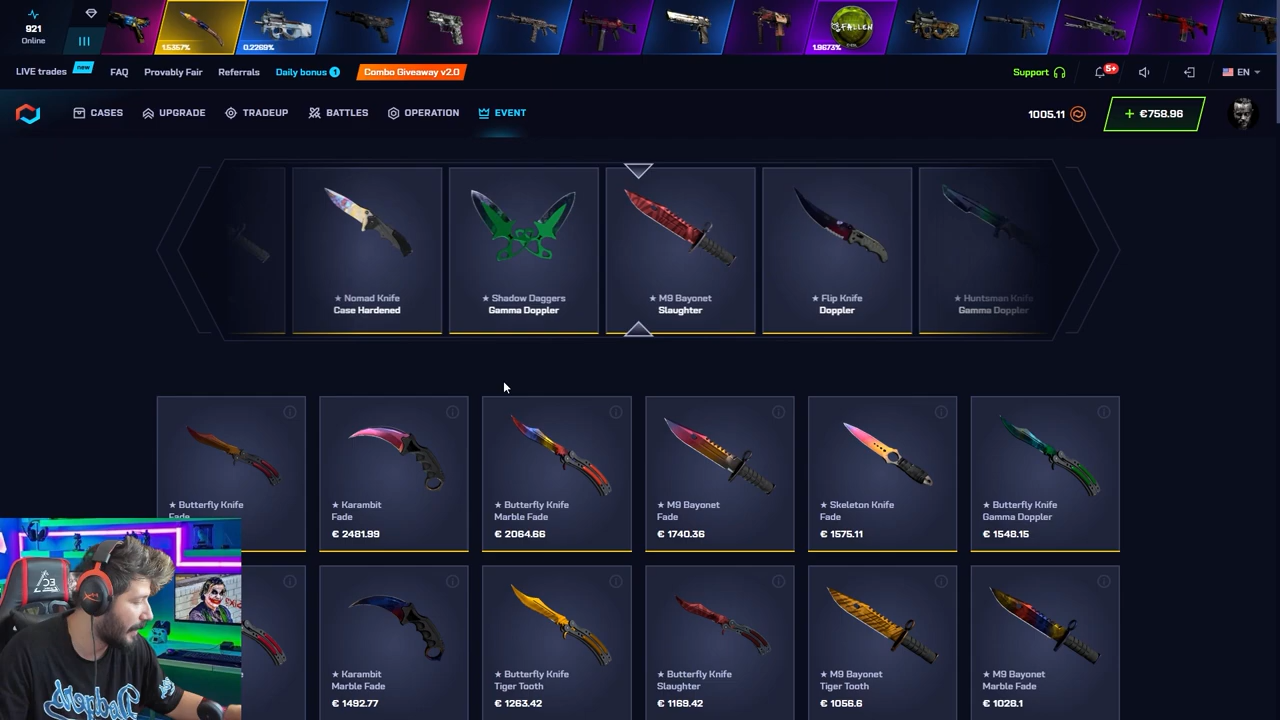 921
Online
1.5357%
0.2269%
FALLEN
1.9673%
LIVE trades
new
FAQ
Provably Fair
Referrals
Daily bonus 1
Combo Giveaway v2.0
Support
5+
EN
CASES
UPGRADE
TRADEUP
BATTLES
OPERATION
EVENT
1005.11
+ €758.96
★ Nomad Knife
Case Hardened
★ Shadow Daggers
Gamma Doppler
★ M9 Bayonet
Slaughter
★ Flip Knife
Doppler
★ Huntsman Knife
Gamma Doppler
★ Butterfly Knife
Fade
★ Karambit
Fade
€ 2481.99
★ Butterfly Knife
Marble Fade
€ 2064.66
★ M9 Bayonet
Fade
€ 1740.36
★ Skeleton Knife
Fade
€ 1575.11
★ Butterfly Knife
Gamma Doppler
€ 1548.15
★ Karambit
Marble Fade
€ 1492.77
★ Butterfly Knife
Tiger Tooth
€ 1263.42
★ Butterfly Knife
Slaughter
€ 1169.42
★ M9 Bayonet
Tiger Tooth
€ 1056.6
★ M9 Bayonet
Marble Fade
€ 1028.1